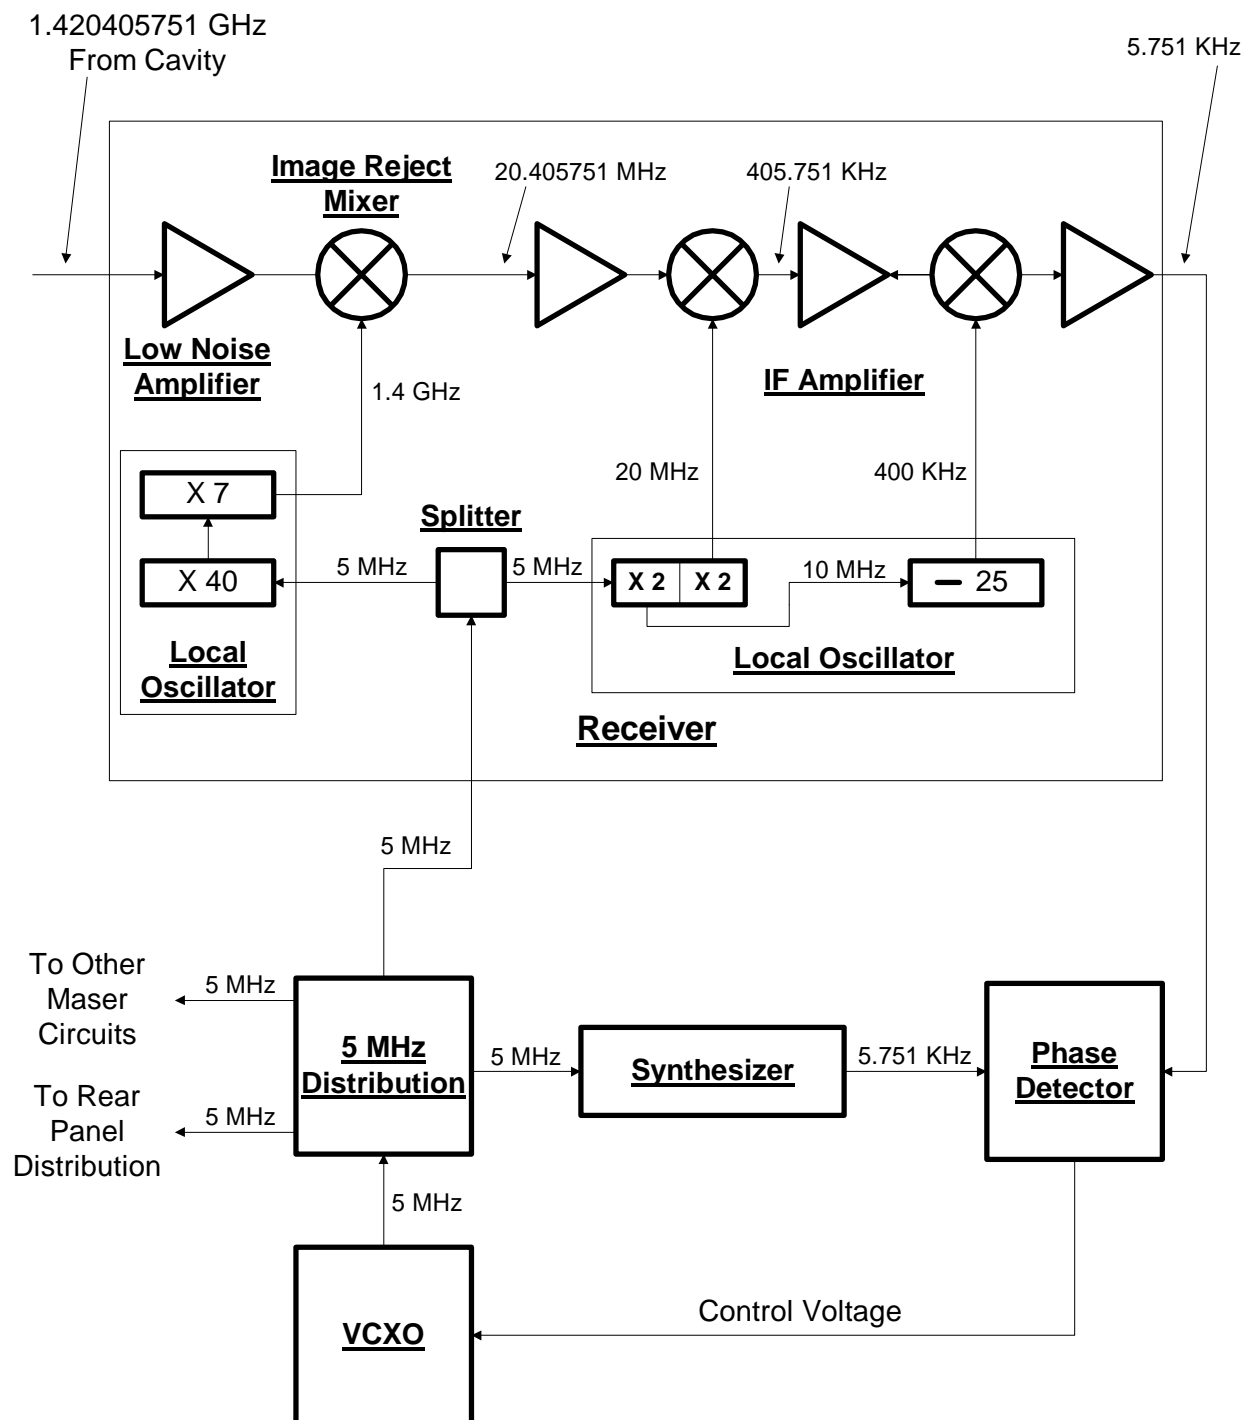 1.420405751 GHz
From Cavity
5.751 KHz
Image Reject
Mixer
20.405751 MHz
405.751 KHz
Low Noise
Amplifier
1.4 GHz
IF Amplifier
20 MHz
400 KHz
X 7
Splitter
X 40
5 MHz
5 MHz
X 2
X 2
10 MHz
– 25
Local
Oscillator
Local Oscillator
Receiver
5 MHz
To Other
Maser
Circuits
5 MHz
5 MHz
Distribution
5 MHz
Synthesizer
5.751 KHz
Phase
Detector
To Rear
Panel
Distribution
5 MHz
5 MHz
VCXO
Control Voltage